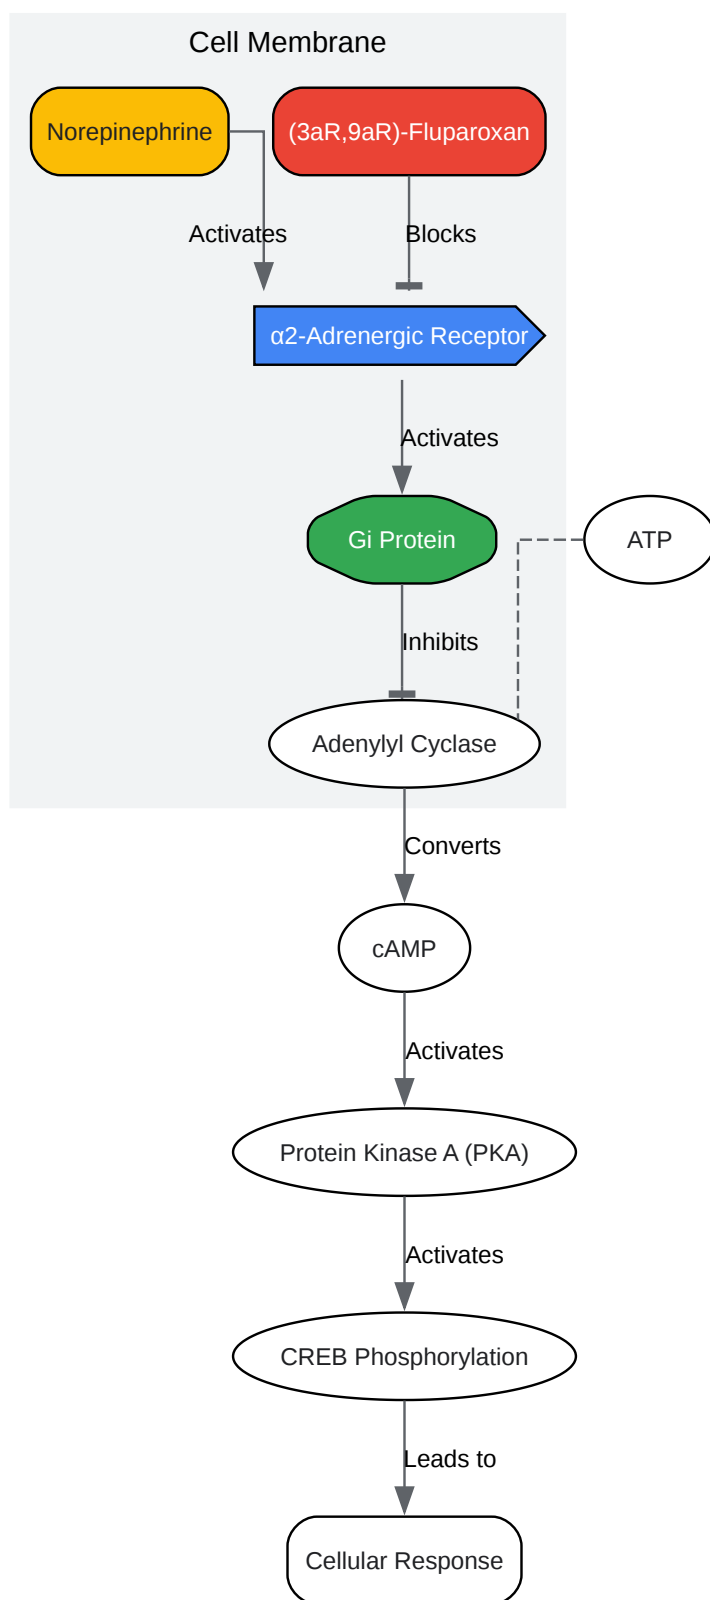 Cell Membrane
Norepinephrine
(3aR,9aR)-Fluparoxan
Activates
Blocks
α2-Adrenergic Receptor
Activates
Gi Protein
ATP
Inhibits
Adenylyl Cyclase
Converts
cAMP
Activates
Protein Kinase A (PKA)
Activates
CREB Phosphorylation
Leads to
Cellular Response